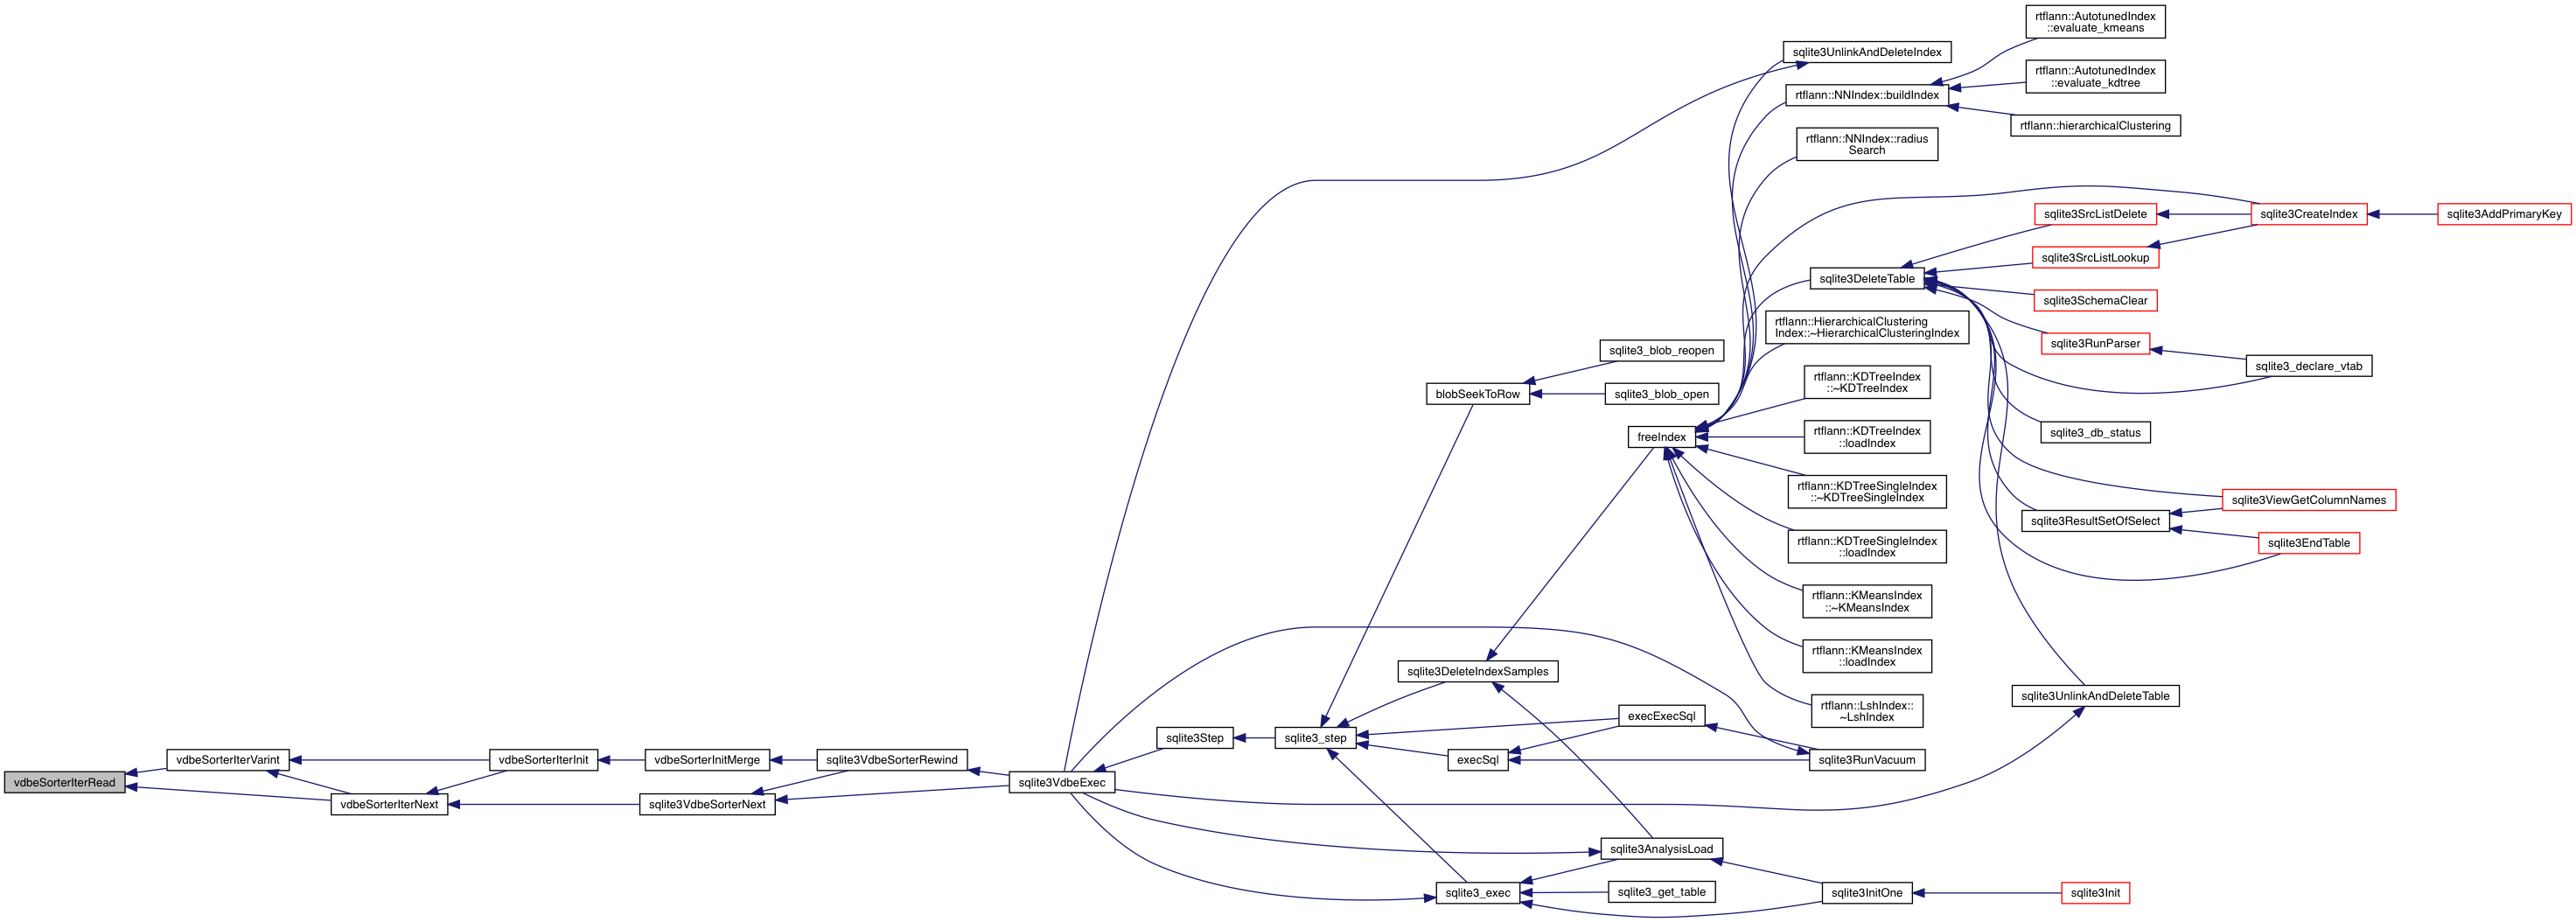 vdbeSorterIterRead
vdbeSorterIterVarint
vdbeSorterIterNext
vdbeSorterIterInit
vdbeSorterInitMerge
sqlite3VdbeSorterNext
sqlite3VdbeSorterRewind
sqlite3VdbeExec
sqlite3Step
sqlite3_step
blobSeekToRow
sqlite3_blob_reopen
sqlite3_blob_open
sqlite3DeleteIndexSamples
execSql
execExecSql
sqlite3_exec
sqlite3AnalysisLoad
sqlite3_get_table
freeIndex
sqlite3UnlinkAndDeleteIndex
rtflann::NNIndex::buildIndex
rtflann::NNIndex::radius
Search
sqlite3DeleteTable
rtflann::HierarchicalClustering
Index::~HierarchicalClusteringIndex
rtflann::KDTreeIndex
::~KDTreeIndex
rtflann::KDTreeIndex
::loadIndex
rtflann::KDTreeSingleIndex
::~KDTreeSingleIndex
rtflann::KDTreeSingleIndex
::loadIndex
rtflann::KMeansIndex
::~KMeansIndex
rtflann::KMeansIndex
::loadIndex
rtflann::LshIndex::
~LshIndex
sqlite3RunVacuum
sqlite3InitOne
rtflann::AutotunedIndex
::evaluate_kmeans
rtflann::AutotunedIndex
::evaluate_kdtree
rtflann::hierarchicalClustering
sqlite3SrcListDelete
sqlite3SrcListLookup
sqlite3SchemaClear
sqlite3RunParser
sqlite3_db_status
sqlite3ResultSetOfSelect
sqlite3UnlinkAndDeleteTable
sqlite3Init
sqlite3CreateIndex
sqlite3_declare_vtab
sqlite3ViewGetColumnNames
sqlite3EndTable
sqlite3AddPrimaryKey